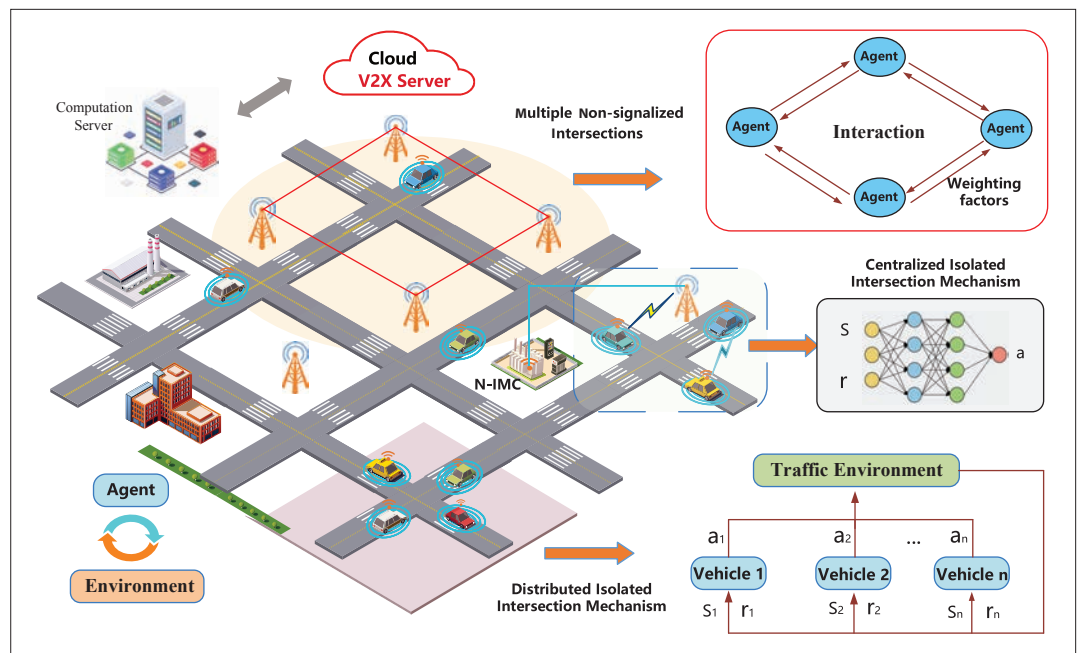 Cloud
V2X Server
Computation
Server
Multiple Non-signalized
Intersections
Agent
Agent
Interaction
Agent
Agent
Weighting
factors
Centralized Isolated
Intersection Mechanism
S
r
a
N-IMC
Agent
Environment
Distributed Isolated
Intersection Mechanism
Traffic Environment
a1 a2 ... an
Vehicle 1 Vehicle 2 Vehicle n
S1 r1 S2 r2 Sn rn